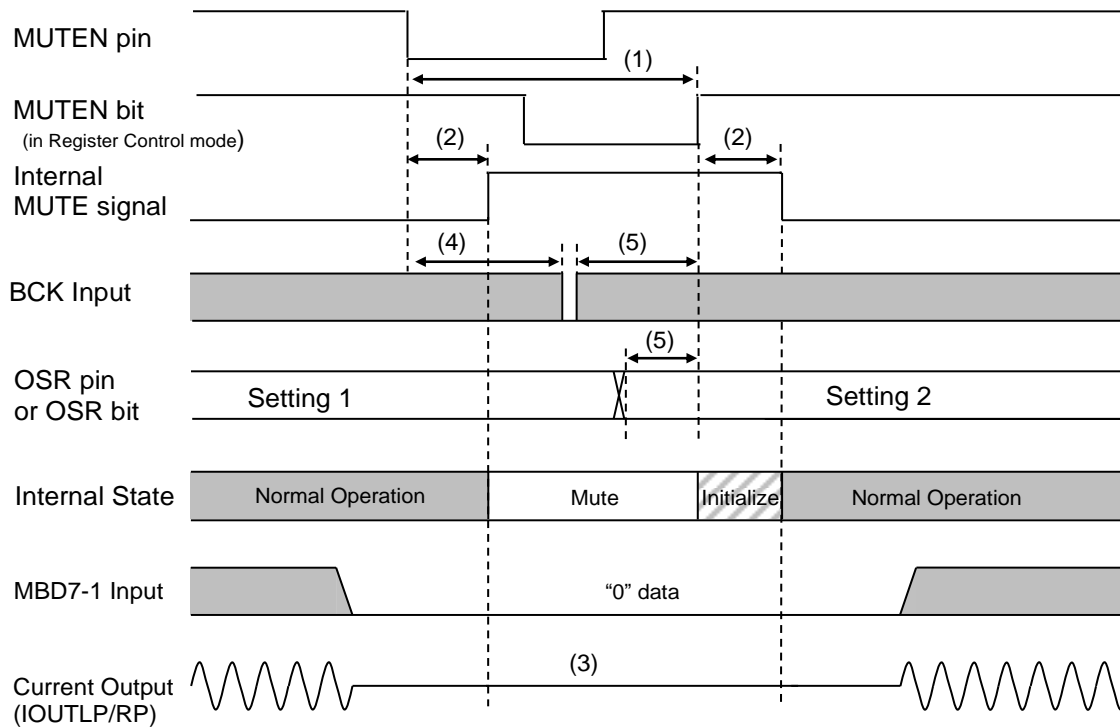 MUTEN pin
(1)
MUTEN bit
(in Register Control mode)
(2)
(2)
Internal
MUTE signal
(4)
(5)
BCK Input
(5)
OSR pin
or OSR bit
Setting 1
Setting 2
Internal State
Normal Operation
Mute
Initialize
Normal Operation
MBD7-1 Input
“0” data
(3)
Current Output
(IOUTLP/RP)